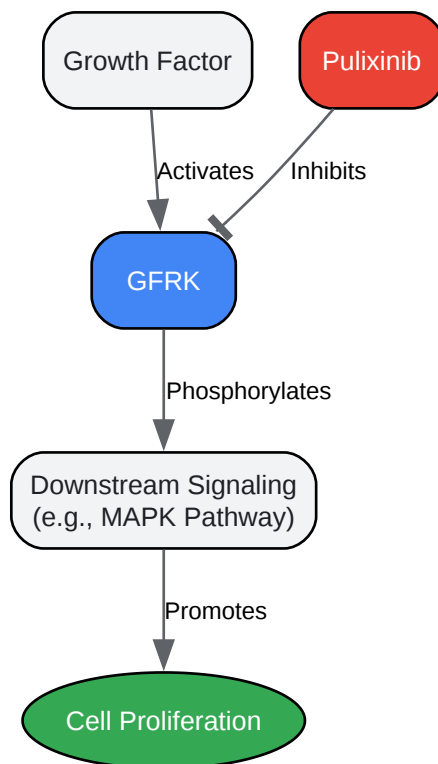 Growth Factor
Pulixinib
Activates
Inhibits
GFRK
Phosphorylates
Downstream Signaling
(e.g., MAPK Pathway)
Promotes
Cell Proliferation